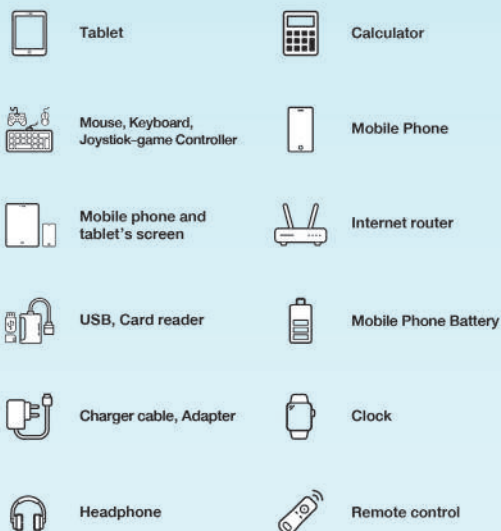 Tablet
Calculator
Mouse, Keyboard,
Joystick-game Controller
Mobile Phone
Mobile phone and
tablet's screen
Internet router
USB, Card reader
Mobile Phone Battery
Charger cable, Adapter
Clock
Headphone
Remote control